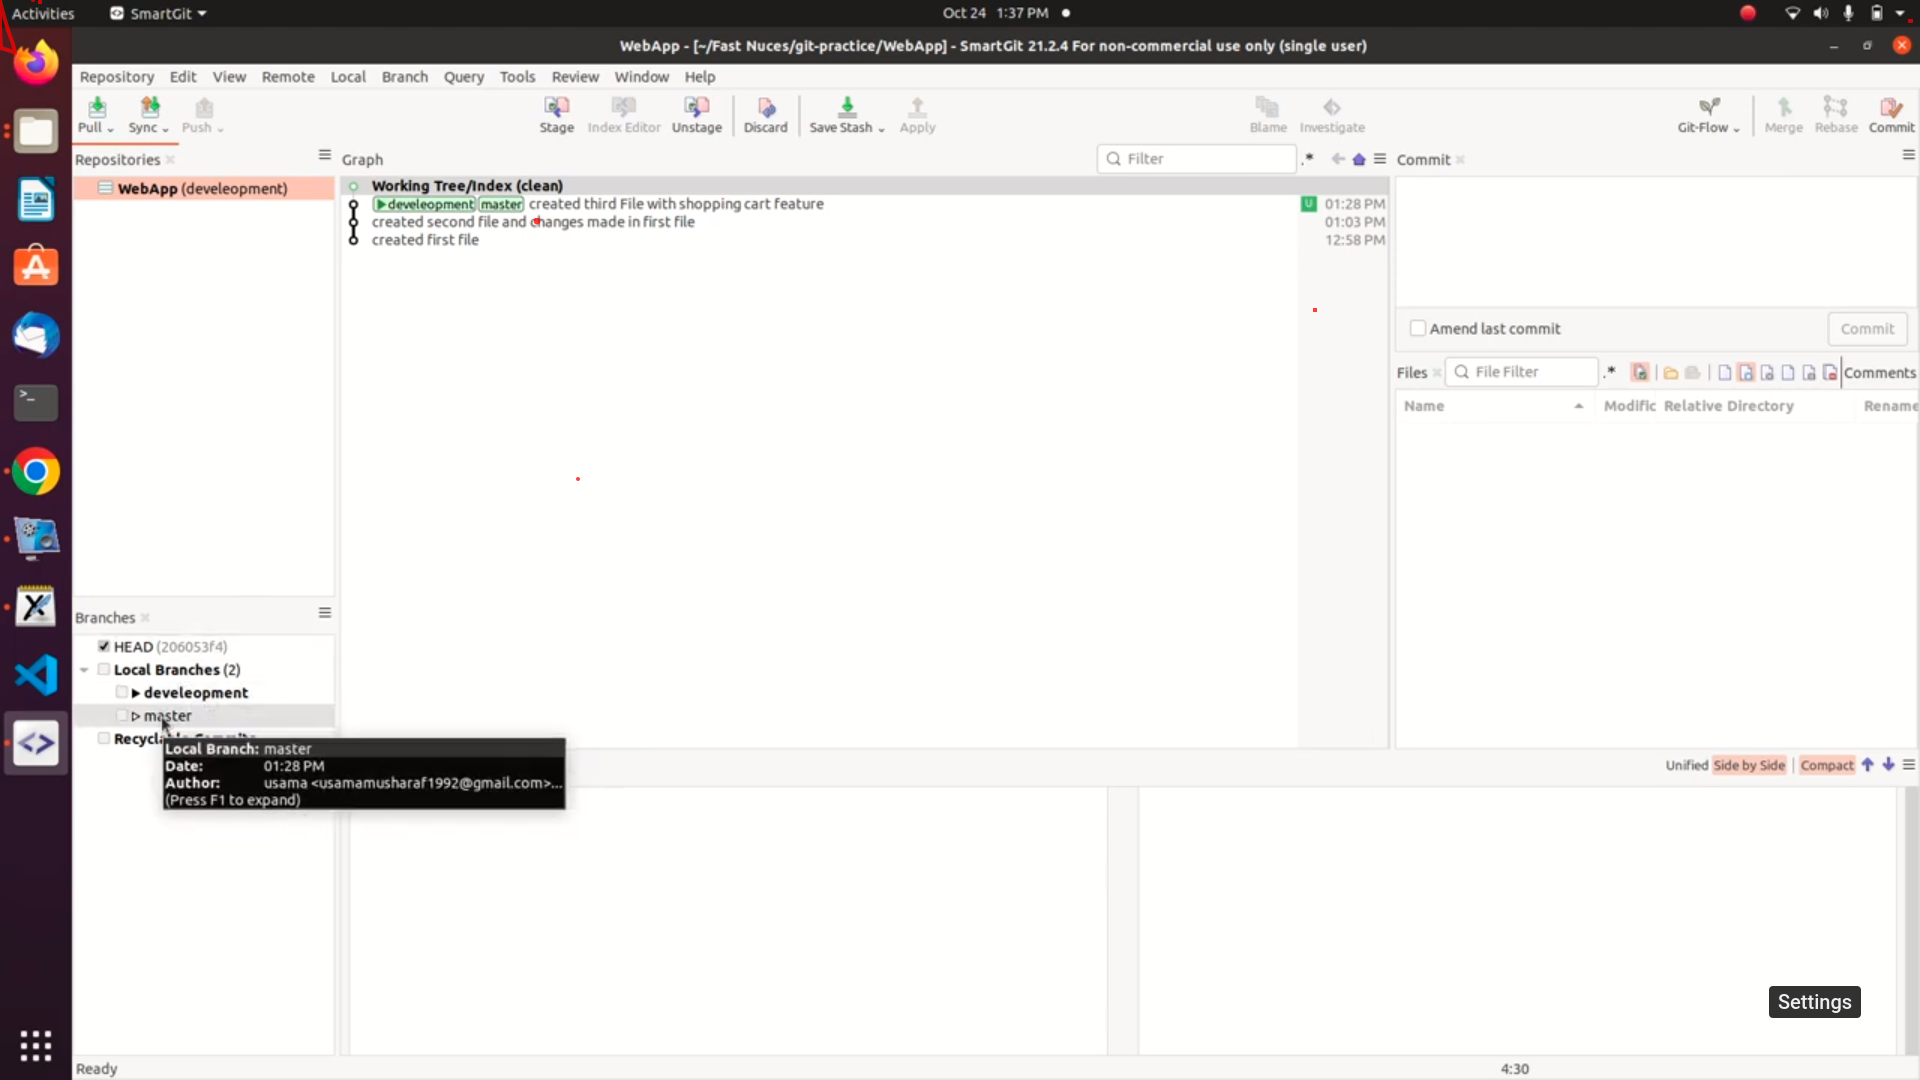 Activities
SmartGit
Oct 24 1:37 PM
WebApp - [~/Fast Nuces/git-practice/WebApp] - SmartGit 21.2.4 For non-commercial use only (single user)
Repository Edit View Remote Local Branch Query Tools Review Window Help
Pull Sync Push Stage Index Editor Unstage Discard Save Stash Apply Blame Investigate Git-Flow Merge Rebase Commit
Repositories
WebApp (develeopment)
Graph
Filter
.*
Working Tree/Index (clean)
develeopment master created third File with shopping cart feature U 01:28 PM
created second file and changes made in first file 01:03 PM
created first file 12:58 PM
Commit
Amend last commit
Commit
Files
File Filter
.*
Comments
Name Modific Relative Directory Rename
Branches
HEAD (206053f4)
Local Branches (2)
develeopment
master
Recycla
Local Branch: master
Date: 01:28 PM
Author: usama <usamamusharaf1992@gmail.com>...
(Press F1 to expand)
Unified Side by Side Compact
Settings
Ready
4:30